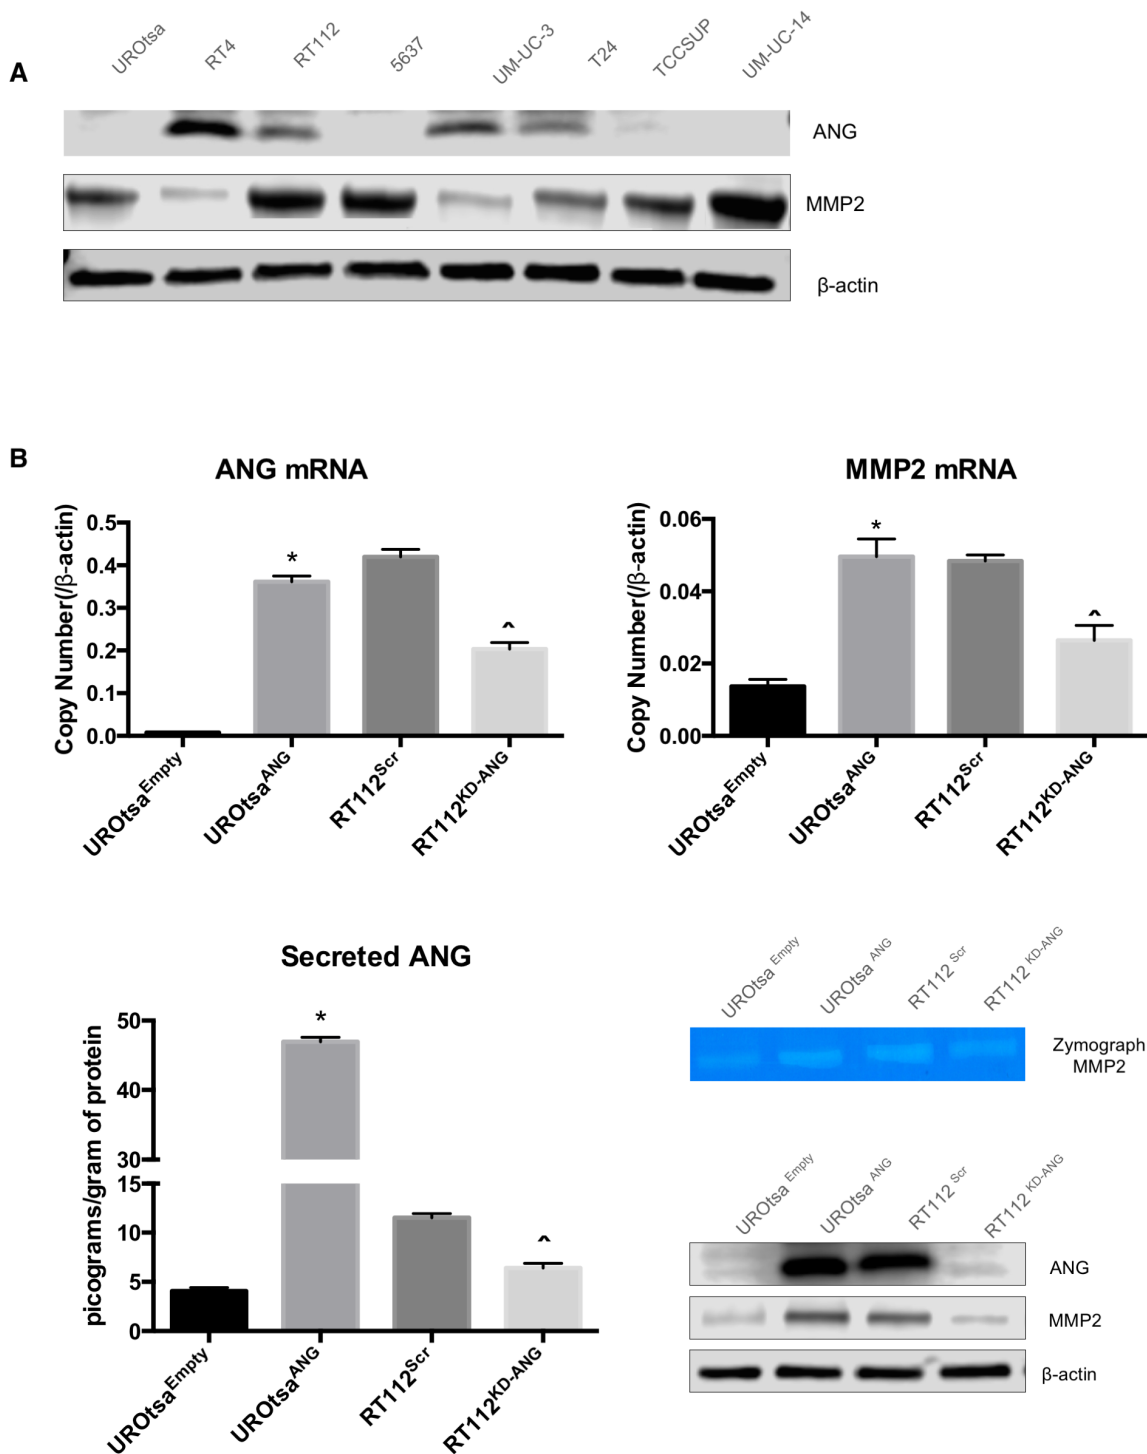 A
UROtsa RT4 RT112 5637 UM-UC-3 T24 TCCSUP UM-UC-14
ANG
MMP2
β-actin
B
ANG mRNA
Copy Number(/β-actin)
0.5
0.4
0.3
0.2
0.1
0.0
*
^
UROtsaEmpty UROtsaANG RT112Scr RT112KD-ANG
MMP2 mRNA
Copy Number(/β-actin)
0.06
0.04
0.02
0.00
*
^
UROtsaEmpty UROtsaANG RT112Scr RT112KD-ANG
Secreted ANG
picograms/gram of protein
50
40
30
15
10
5
0
*
^
UROtsaEmpty UROtsaANG RT112Scr RT112KD-ANG
UROtsa Empty UROtsa ANG RT112 Scr RT112 KD-ANG
Zymograph
MMP2
UROtsa Empty UROtsa ANG RT112 Scr RT112 KD-ANG
ANG
MMP2
β-actin